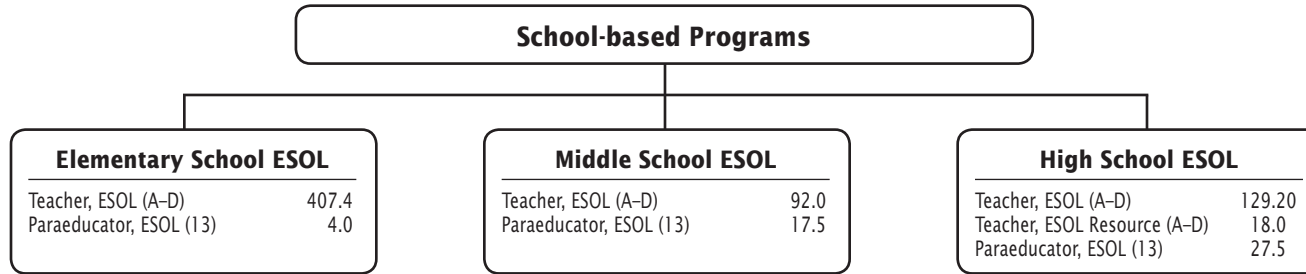 School-based Programs
Elementary School ESOL
Teacher, ESOL (A–D) 407.4
Paraeducator, ESOL (13) 4.0
Middle School ESOL
Teacher, ESOL (A–D) 92.0
Paraeducator, ESOL (13) 17.5
High School ESOL
Teacher, ESOL (A–D) 129.20
Teacher, ESOL Resource (A–D) 18.0
Paraeducator, ESOL (13) 27.5